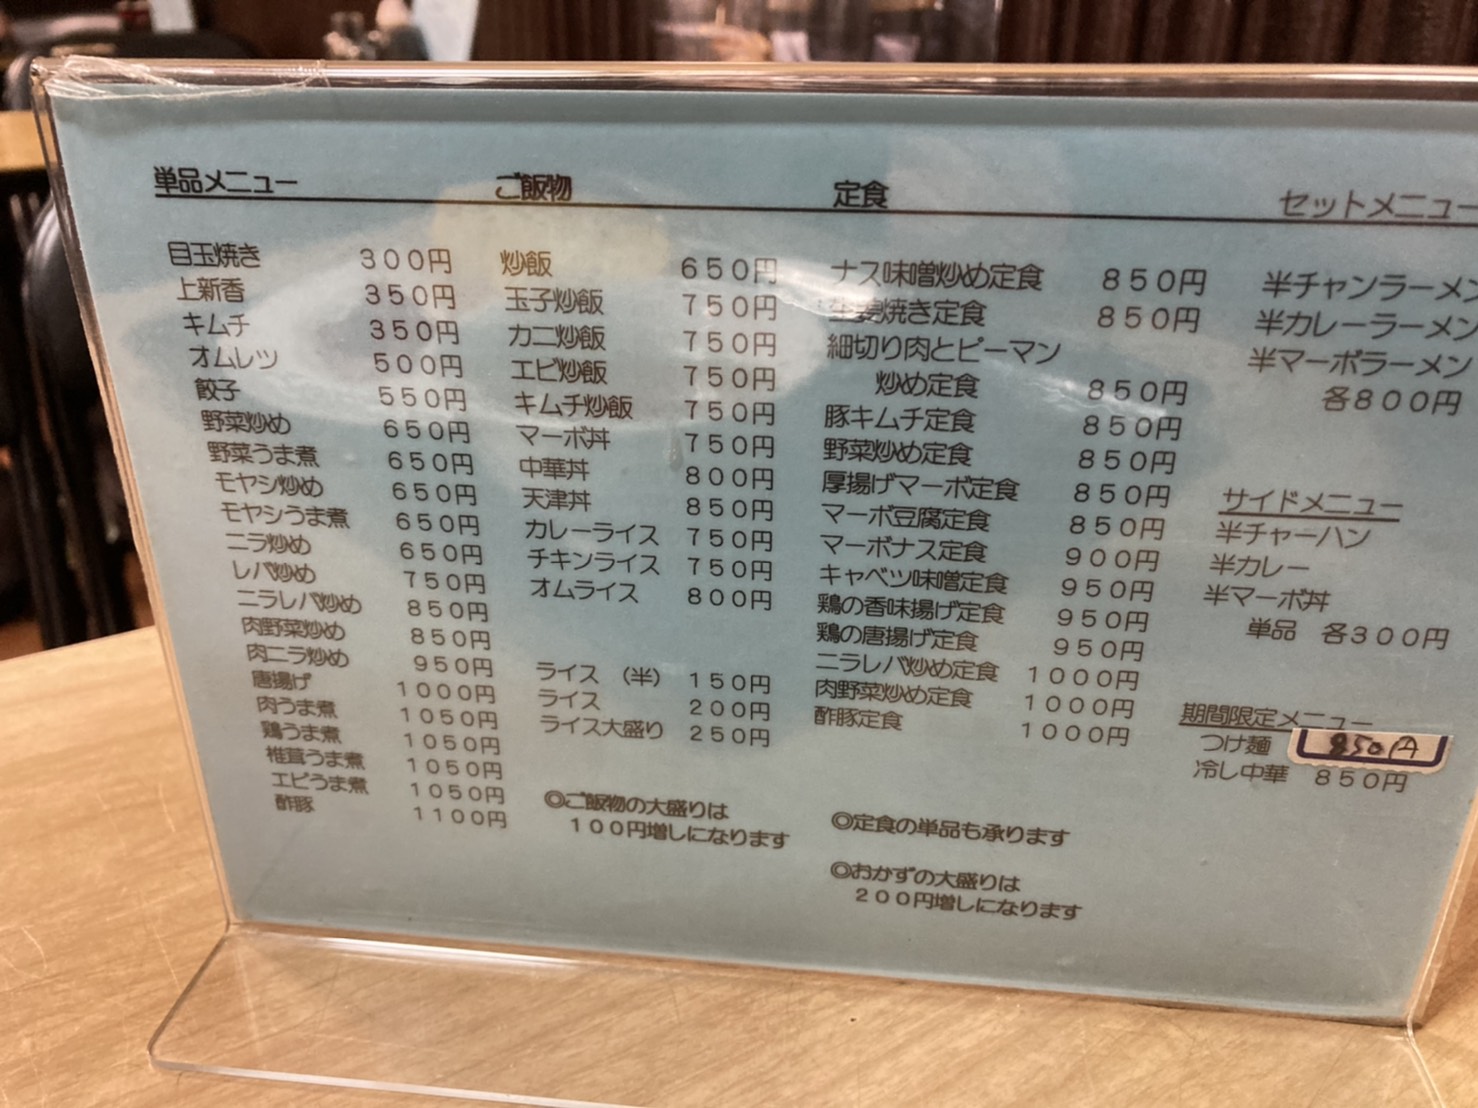 単品メニュー
目玉焼き 300円
上新香 350円
キムチ 350円
オムレツ 500円
餃子 550円
野菜炒め 650円
野菜うま煮 650円
モヤシ炒め 650円
モヤシうま煮 650円
ニラ炒め 650円
レバ炒め 750円
ニラレバ炒め 850円
肉野菜炒め 850円
肉ニラ炒め 950円
唐揚げ 1000円
肉うま煮 1050円
鶏うま煮 1050円
椎茸うま煮 1050円
エビうま煮 1050円
酢豚 1100円
ご飯物
炒飯 650円
玉子炒飯 750円
カニ炒飯 750円
エビ炒飯 750円
キムチ炒飯 750円
マーボ丼 750円
中華丼 800円
天津丼 850円
カレーライス 750円
チキンライス 750円
オムライス 800円
ライス（半） 150円
ライス 200円
ライス大盛り 250円
◎ご飯物の大盛りは
100円増しになります
定食
ナス味噌炒め定食 850円
生姜焼き定食 850円
細切り肉とピーマン
炒め定食 850円
豚キムチ定食 850円
野菜炒め定食 850円
厚揚げマーボ定食 850円
マーボ豆腐定食 850円
マーボナス定食 900円
キャベツ味噌定食 950円
鶏の香味揚げ定食 950円
鶏の唐揚げ定食 950円
ニラレバ炒め定食 1000円
肉野菜炒め定食 1000円
酢豚定食 1000円
◎定食の単品も承ります
◎おかずの大盛りは
200円増しになります
セットメニュー
半チャンラーメン
半カレーラーメン
半マーボラーメン
各800円
サイドメニュー
半チャーハン
半カレー
半マーボ丼
単品 各300円
期間限定メニュー
つけ麺 850円
冷し中華 850円